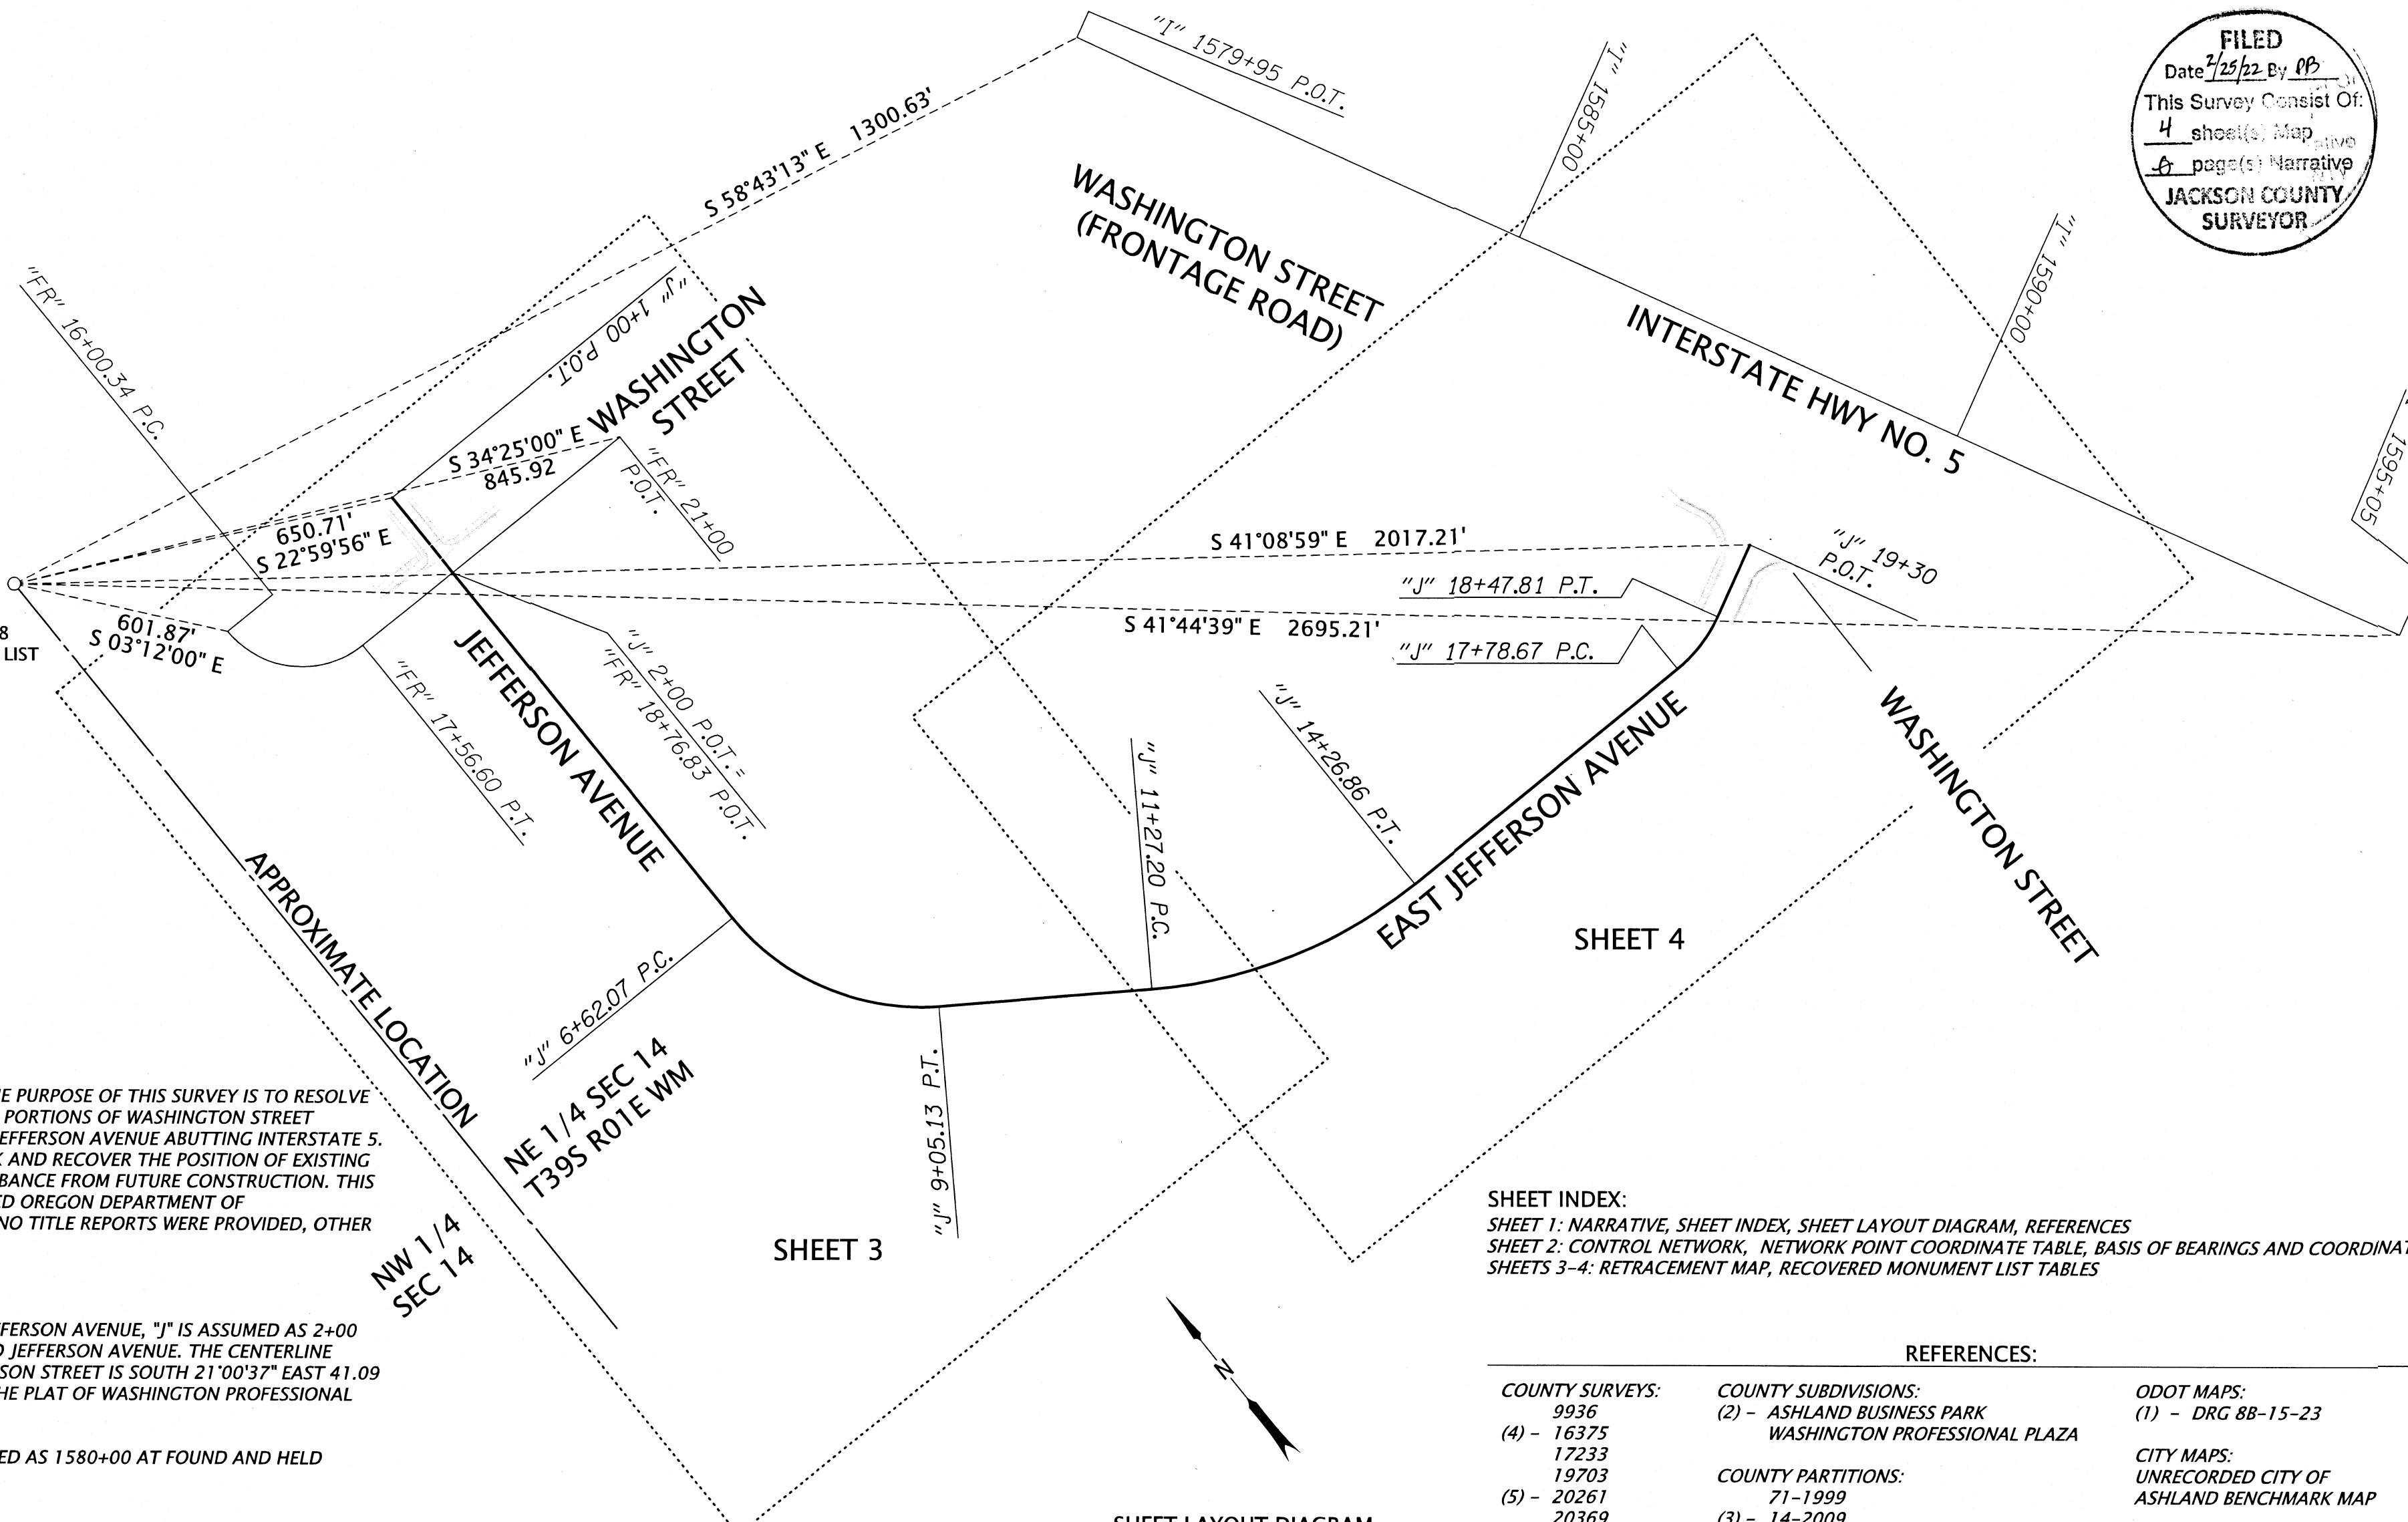 FILED
Date 2/25/22 By PB
This Survey Consist Of:
4 sheet(s) Map
0 page(s) Narrative
JACKSON COUNTY
SURVEYOR
"I" 1579+95 P.O.T.
"I" 1585+00
"I" 1590+00
1595+05
S 58°43'13" E 1300.63'
WASHINGTON STREET
(FRONTAGE ROAD)
INTERSTATE HWY NO. 5
"FR" 16+00.34 P.C.
"J" 1+00 P.O.T.
WASHINGTON
STREET
S 34°25'00" E
845.92
"FR" 21+00
P.O.T.
650.71'
S 22°59'56" E
S 41°08'59" E 2017.21'
"J" 19+30
P.O.T.
"J" 18+47.81 P.T.
S 41°44'39" E 2695.21'
"J" 17+78.67 P.C.
601.87'
S 03°12'00" E
8
LIST
"FR" 17+56.60 P.T.
JEFFERSON AVENUE
"J" 2+00 P.O.T. =
"FR" 18+76.83 P.O.T.
"J" 14+26.86 P.T.
"J" 11+27.20 P.C.
EAST JEFFERSON AVENUE
WASHINGTON STREET
APPROXIMATE LOCATION
"J" 6+62.07 P.C.
"J" 9+05.13 P.T.
SHEET 4
NE 1/4 SEC 14
T39S R01E WM
NW 1/4
SEC 14
SHEET 3
E PURPOSE OF THIS SURVEY IS TO RESOLVE
PORTIONS OF WASHINGTON STREET
EFFERSON AVENUE ABUTTING INTERSTATE 5.
K AND RECOVER THE POSITION OF EXISTING
BANCE FROM FUTURE CONSTRUCTION. THIS
ED OREGON DEPARTMENT OF
NO TITLE REPORTS WERE PROVIDED, OTHER
FERSON AVENUE, "J" IS ASSUMED AS 2+00
D JEFFERSON AVENUE. THE CENTERLINE
SON STREET IS SOUTH 21°00'37" EAST 41.09
HE PLAT OF WASHINGTON PROFESSIONAL
ED AS 1580+00 AT FOUND AND HELD
N
SHEET LAYOUT DIAGRAM
SHEET INDEX:
SHEET 1: NARRATIVE, SHEET INDEX, SHEET LAYOUT DIAGRAM, REFERENCES
SHEET 2: CONTROL NETWORK, NETWORK POINT COORDINATE TABLE, BASIS OF BEARINGS AND COORDINAT
SHEETS 3-4: RETRACEMENT MAP, RECOVERED MONUMENT LIST TABLES
REFERENCES:
COUNTY SURVEYS:
9936
(4) - 16375
17233
19703
(5) - 20261
20369
COUNTY SUBDIVISIONS:
(2) - ASHLAND BUSINESS PARK
WASHINGTON PROFESSIONAL PLAZA
COUNTY PARTITIONS:
71-1999
(3) - 14-2009
ODOT MAPS:
(1) - DRG 8B-15-23
CITY MAPS:
UNRECORDED CITY OF
ASHLAND BENCHMARK MAP